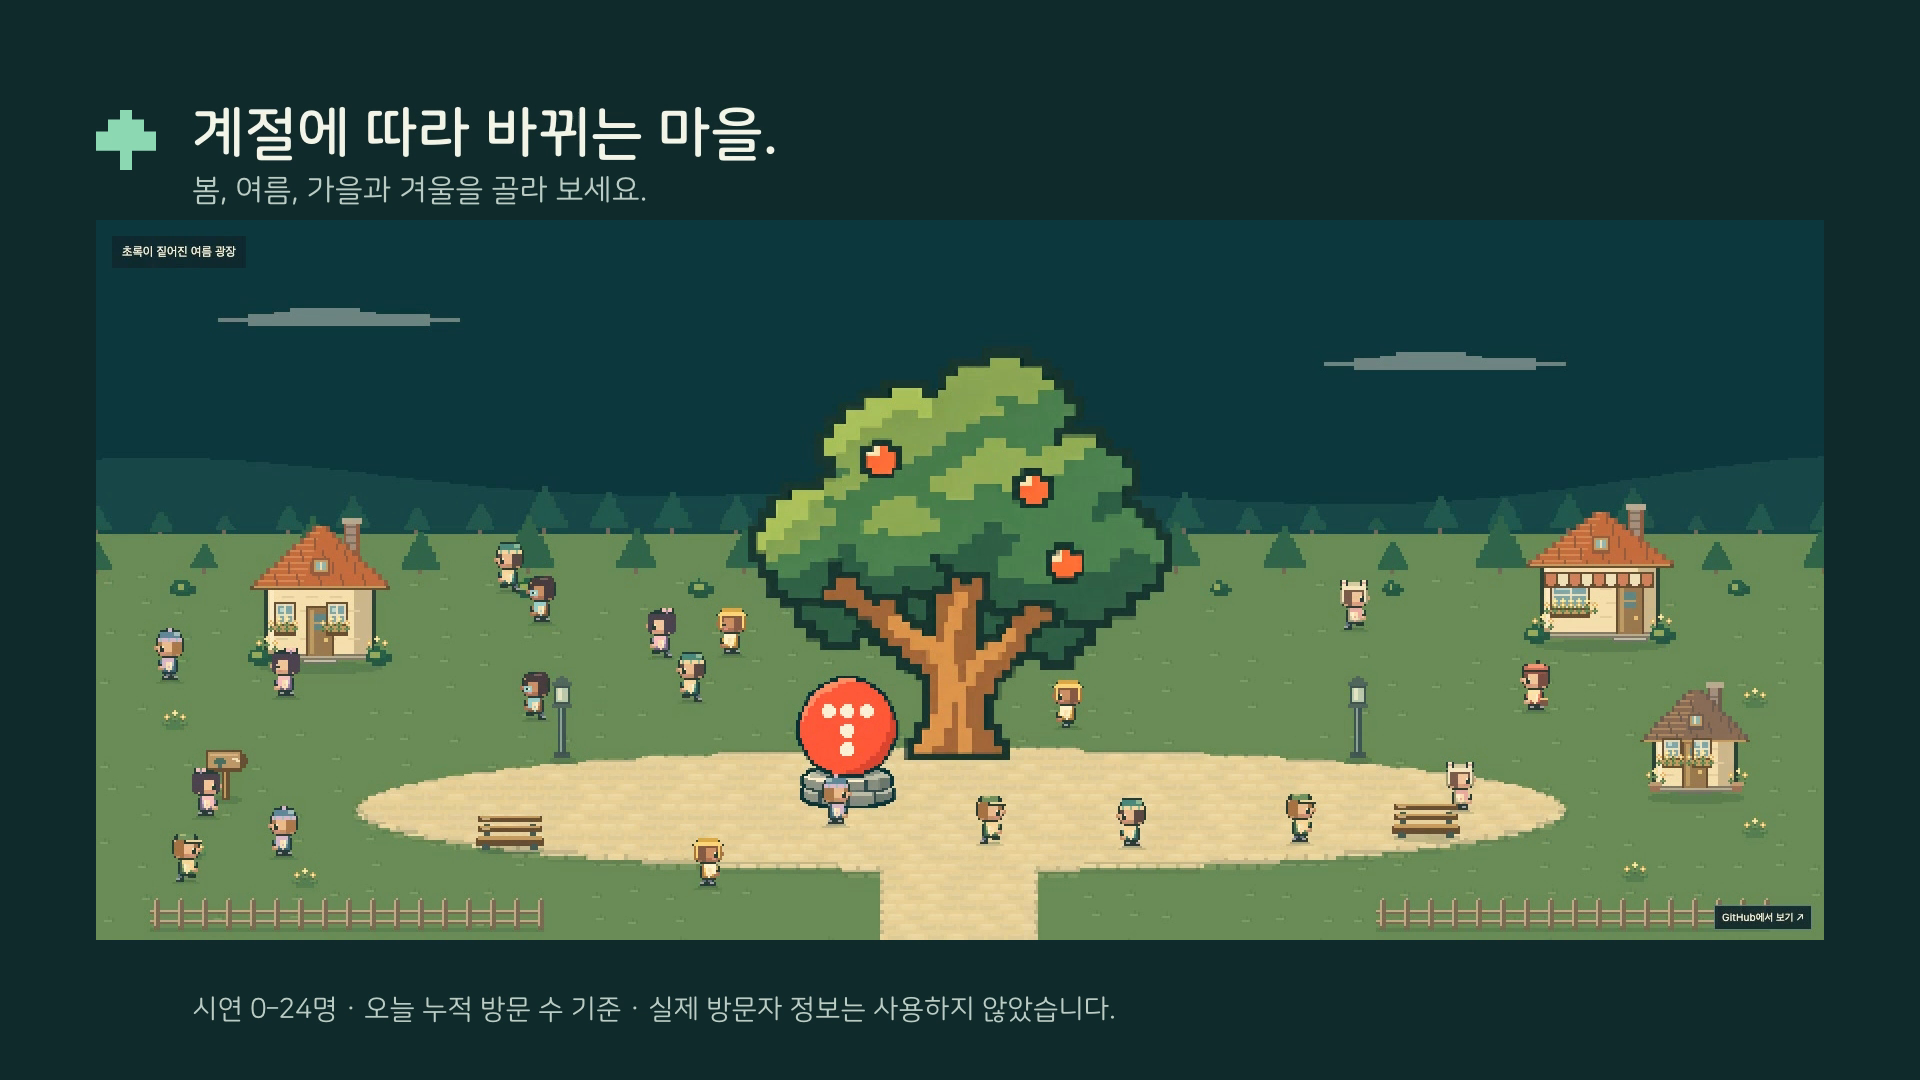 계절에 따라 바뀌는 마을.
봄, 여름, 가을과 겨울을 골라 보세요.
초록이 짙어진 여름 광장
GitHub에서 보기 ↗
시연 0–24명 · 오늘 누적 방문 수 기준 · 실제 방문자 정보는 사용하지 않았습니다.